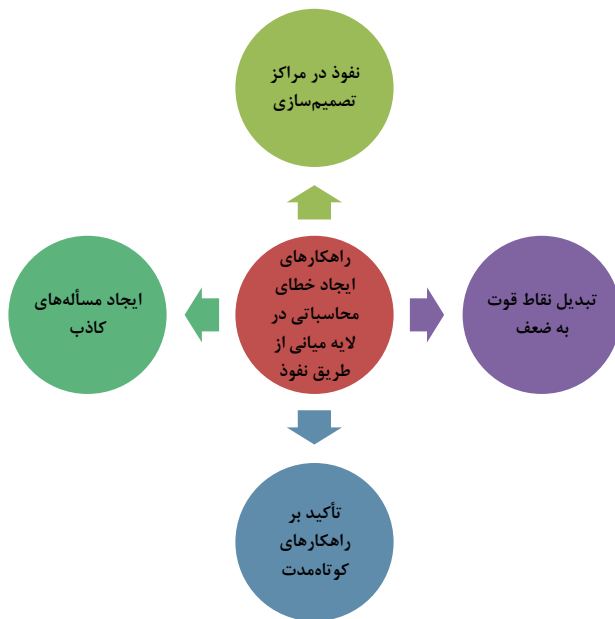 نفوذ در مراکز
تصمیم‌سازی
راهکارهای
ایجاد خطای
محاسباتی در
لایه میانی از
طریق نفوذ
تبدیل نقاط قوت
به ضعف
ایجاد مسأله‌های
کاذب
تأکید بر
راهکارهای
کوتاه‌مدت